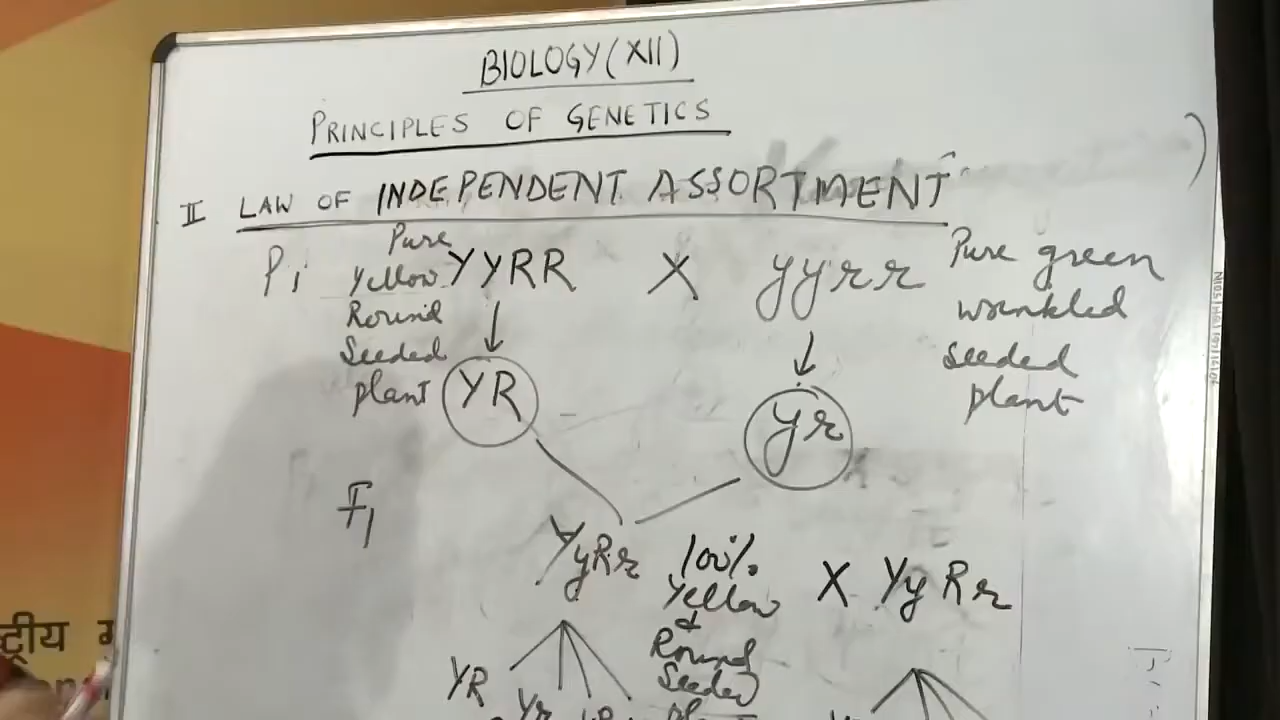 BIOLOGY (XII)
PRINCIPLES OF GENETICS
II LAW OF INDEPENDENT ASSORTMENT
P1 Pure Yellow Round Seeded plant YYRR X yyrr Pure green wrinkled seeded plant
YR yr
F1
YyRr 100% Yellow & Round Seeded X YyRr
YR Yr